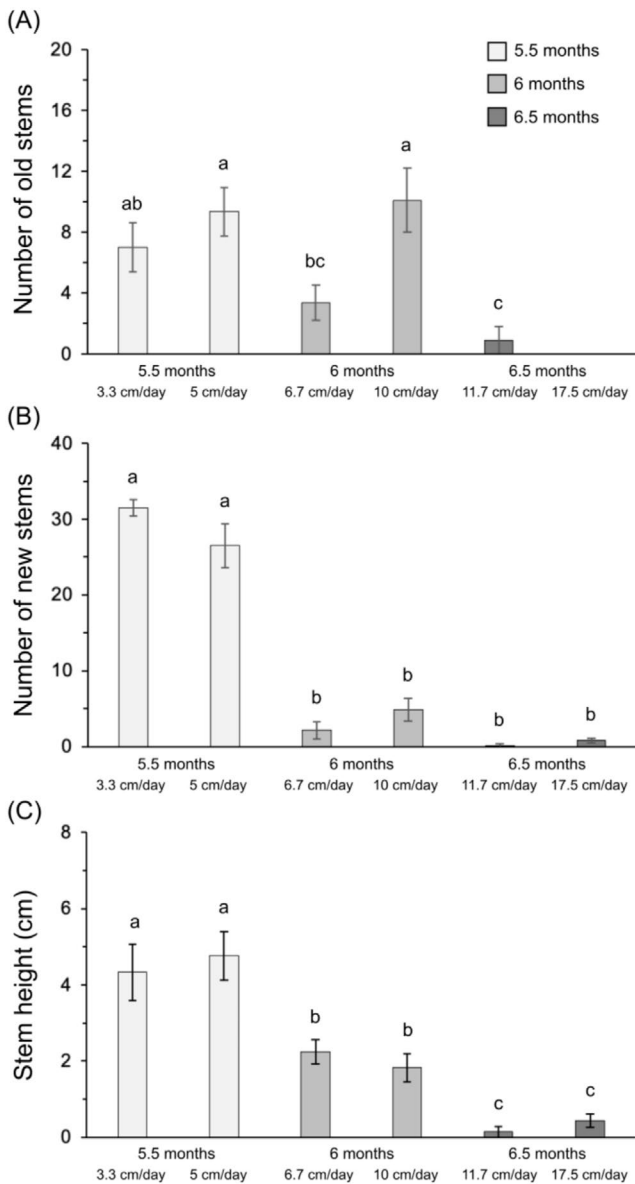 (A)
Number of old stems
20
16
12
8
4
0
5.5 months
6 months
6.5 months
ab
a
bc
a
c
5.5 months 6 months 6.5 months
3.3 cm/day 5 cm/day 6.7 cm/day 10 cm/day 11.7 cm/day 17.5 cm/day
(B)
Number of new stems
40
30
20
10
0
a
a
b
b
b
b
5.5 months 6 months 6.5 months
3.3 cm/day 5 cm/day 6.7 cm/day 10 cm/day 11.7 cm/day 17.5 cm/day
(C)
Stem height (cm)
8
6
4
2
0
a
a
b
b
c
c
5.5 months 6 months 6.5 months
3.3 cm/day 5 cm/day 6.7 cm/day 10 cm/day 11.7 cm/day 17.5 cm/day